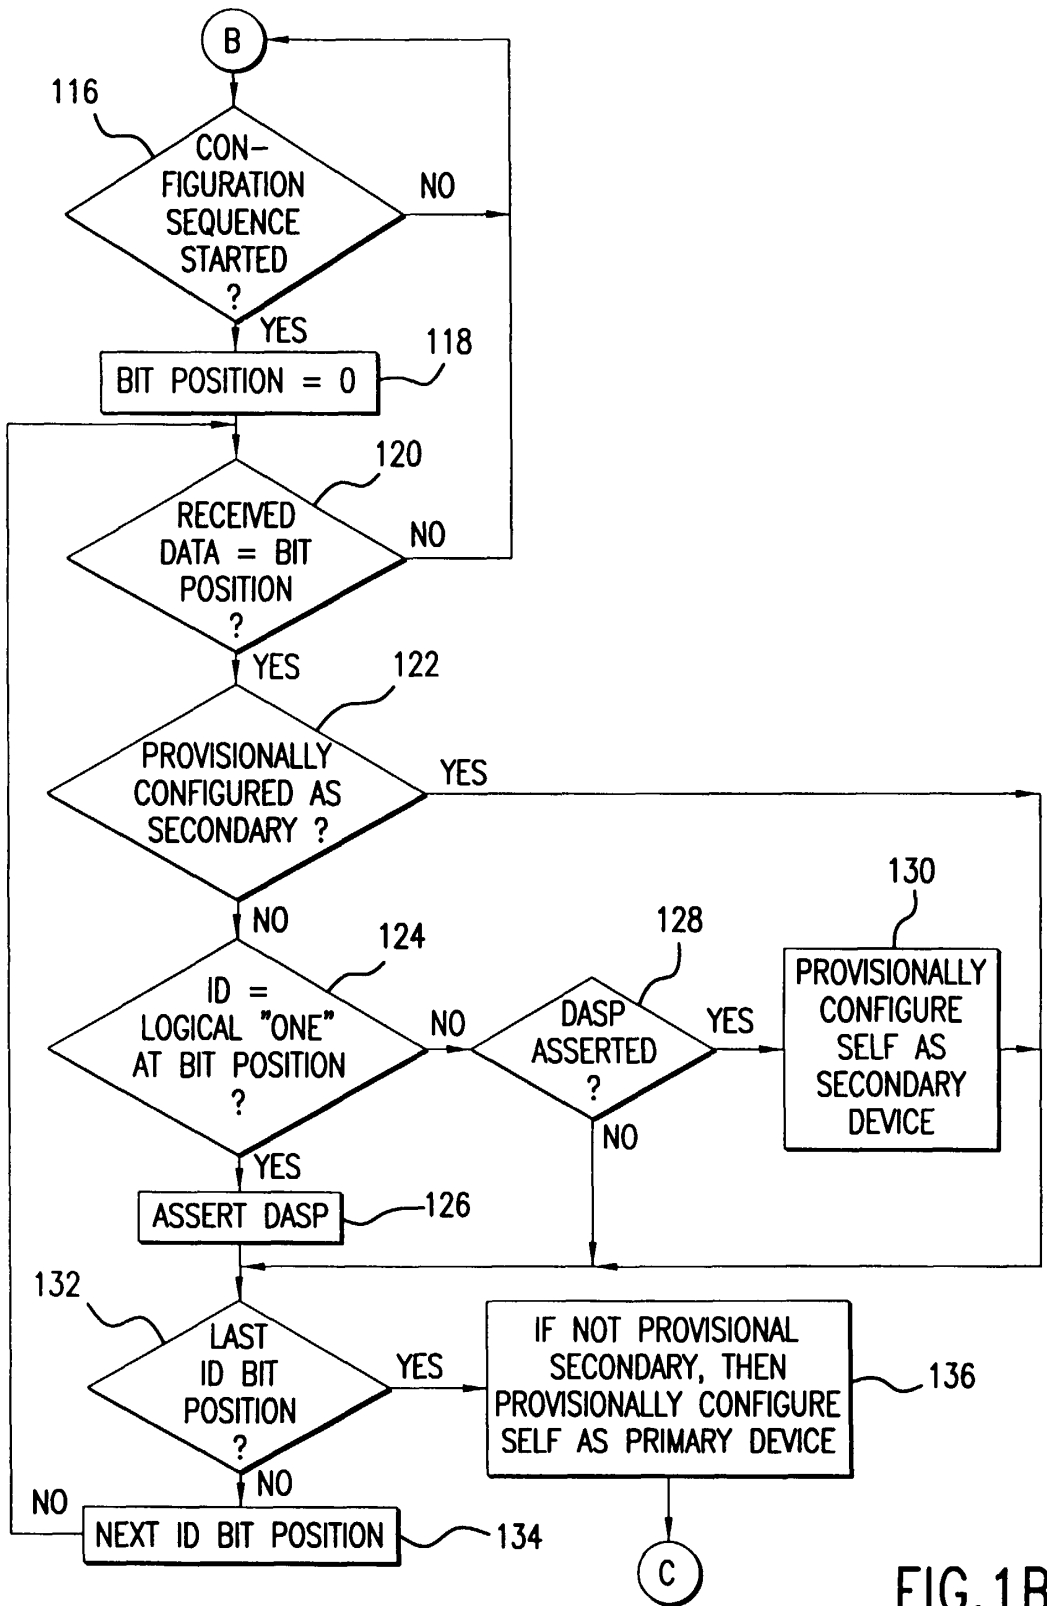 B
116
CON-
FIGURATION
SEQUENCE
STARTED
?
NO
YES
BIT POSITION = 0
118
120
RECEIVED
DATA = BIT
POSITION
?
NO
YES
122
PROVISIONALLY
CONFIGURED AS
SECONDARY ?
YES
NO
124
ID =
LOGICAL "ONE"
AT BIT POSITION
?
NO
128
DASP
ASSERTED
?
YES
NO
130
PROVISIONALLY
CONFIGURE
SELF AS
SECONDARY
DEVICE
YES
ASSERT DASP
126
132
LAST
ID BIT
POSITION
?
YES
IF NOT PROVISIONAL
SECONDARY, THEN
PROVISIONALLY CONFIGURE
SELF AS PRIMARY DEVICE
136
NO
NO
NEXT ID BIT POSITION
134
C
FIG.1B